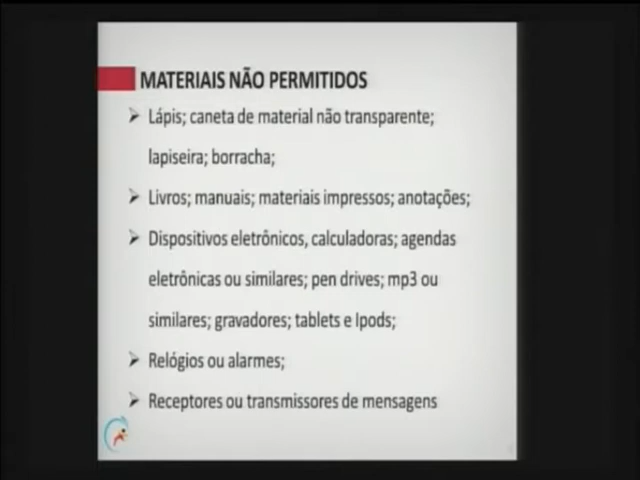 MATERIAIS NÃO PERMITIDOS
➢ Lápis; caneta de material não transparente;
lapiseira; borracha;
➢ Livros; manuais; materiais impressos; anotações;
➢ Dispositivos eletrônicos, calculadoras; agendas
eletrônicas ou similares; pen drives; mp3 ou
similares; gravadores; tablets e Ipods;
➢ Relógios ou alarmes;
➢ Receptores ou transmissores de mensagens